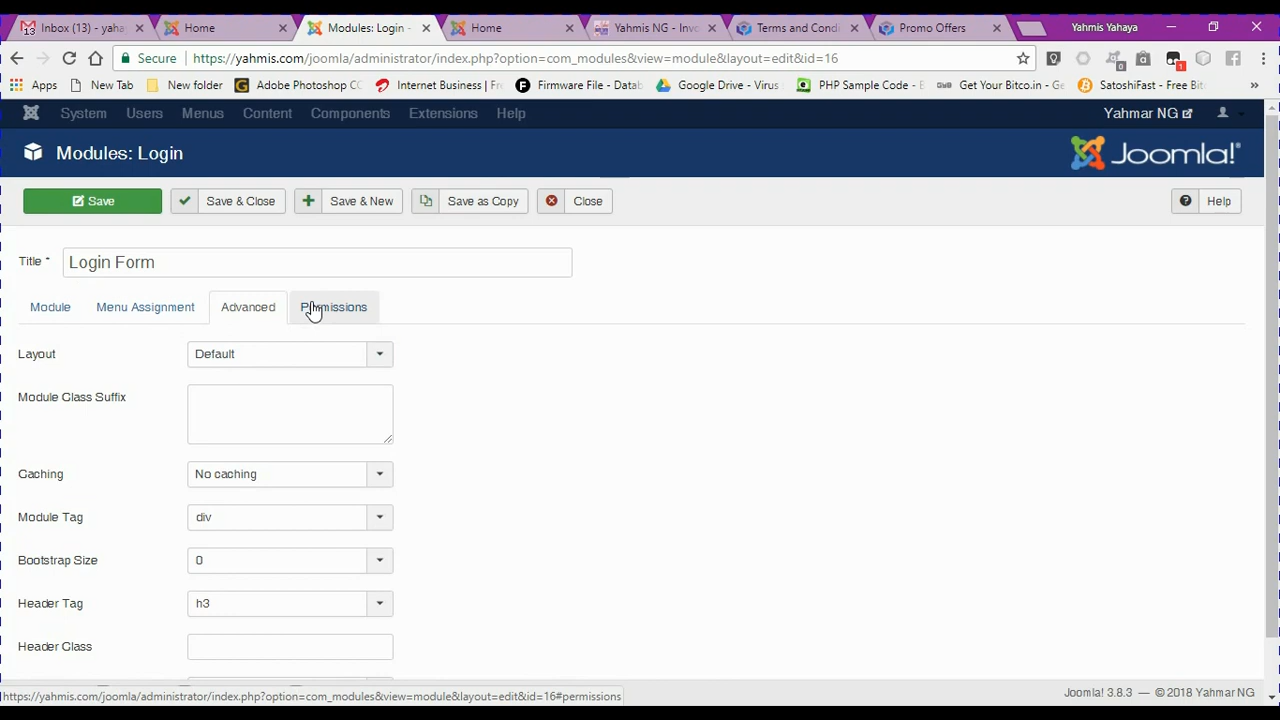 Inbox (13) - yaha
Home
Modules: Login -
Home
Yahmis NG - Invo
Terms and Condi
Promo Offers
Yahmis Yahaya
Secure
https://yahmis.com/joomla/administrator/index.php?option=com_modules&view=module&layout=edit&id=16
Apps
New Tab
New folder
Adobe Photoshop CC
Internet Business | Fr
Firmware File - Datab
Google Drive - Virus
PHP Sample Code - B
Get Your Bitco.in - Ge
SatoshiFast - Free Bit
System
Users
Menus
Content
Components
Extensions
Help
Yahmar NG
Modules: Login
Joomla!®
Save
Save & Close
Save & New
Save as Copy
Close
Help
Title *
Login Form
Module
Menu Assignment
Advanced
Permissions
Layout
Default
Module Class Suffix
Caching
No caching
Module Tag
div
Bootstrap Size
0
Header Tag
h3
Header Class
https://yahmis.com/joomla/administrator/index.php?option=com_modules&view=module&layout=edit&id=16#permissions
Joomla! 3.8.3 — © 2018 Yahmar NG